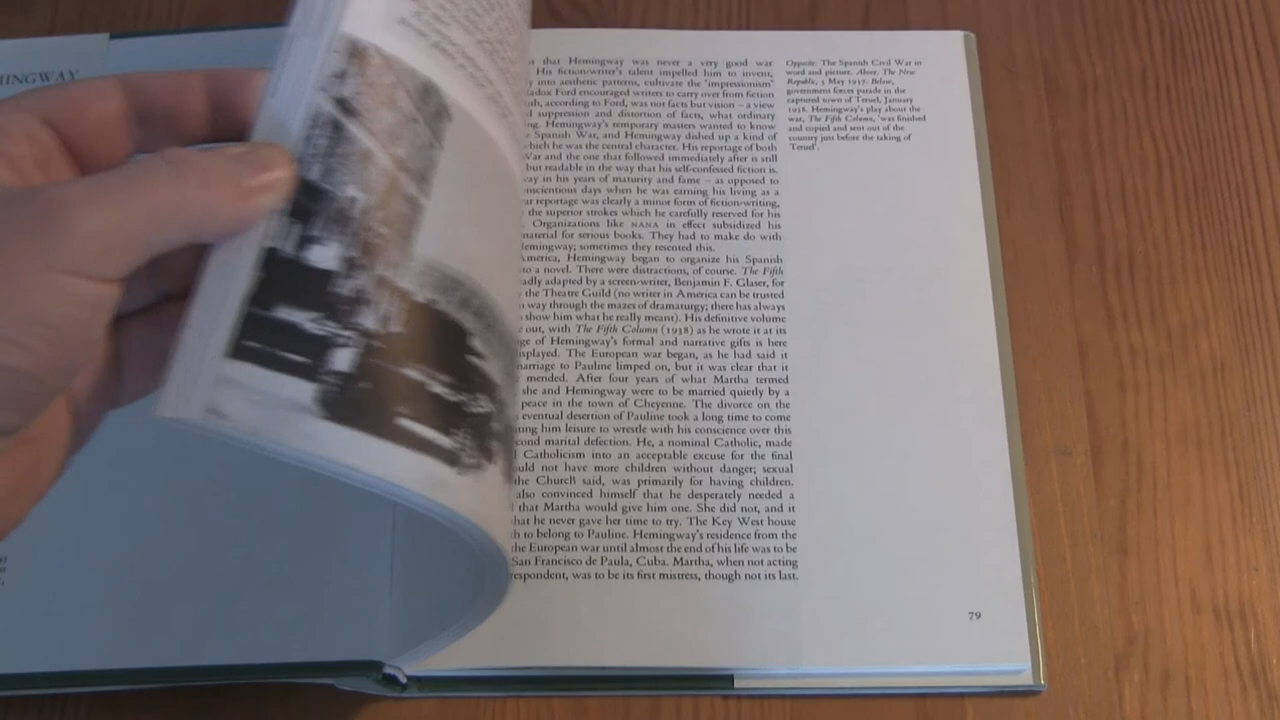 MINGWAY
that Hemingway was never a very good war
His fiction-writer's talent impelled him to invent,
into aesthetic patterns, cultivate the 'impressionism'
adox Ford encouraged writers to carry over from fiction
according to Ford, was not facts but vision – a view
suppression and distortion of facts, what ordinary
Hemingway's temporary masters wanted to know
Spanish War, and Hemingway dished up a kind of
which he was the central character. His reportage of both
War and the one that followed immediately after is still
but readable in the way that his self-confessed fiction is.
way in his years of maturity and fame – as opposed to
nscientious days when he was earning his living as a
ar reportage was clearly a minor form of fiction-writing,
the superior strokes which he carefully reserved for his
Organizations like NANA in effect subsidized his
material for serious books. They had to make do with
Hemingway; sometimes they resented this.
America, Hemingway began to organize his Spanish
to a novel. There were distractions, of course. The Fifth
adly adapted by a screen-writer, Benjamin F. Glaser, for
the Theatre Guild (no writer in America can be trusted
way through the mazes of dramaturgy; there has always
show him what he really meant). His definitive volume
out, with The Fifth Column (1938) as he wrote it at its
ge of Hemingway's formal and narrative gifts is here
isplayed. The European war began, as he had said it
marriage to Pauline limped on, but it was clear that it
mended. After four years of what Martha termed
she and Hemingway were to be married quietly by a
peace in the town of Cheyenne. The divorce on the
eventual desertion of Pauline took a long time to come
ting him leisure to wrestle with his conscience over this
cond marital defection. He, a nominal Catholic, made
Catholicism into an acceptable excuse for the final
ould not have more children without danger; sexual
the Church said, was primarily for having children.
also convinced himself that he desperately needed a
that Martha would give him one. She did not, and it
that he never gave her time to try. The Key West house
h to belong to Pauline. Hemingway's residence from the
the European war until almost the end of his life was to be
San Francisco de Paula, Cuba. Martha, when not acting
respondent, was to be its first mistress, though not its last.
Opposite: The Spanish Civil War in
word and picture. Above, The New
Republic, 5 May 1937. Below,
government forces parade in the
captured town of Teruel, January
1938. Hemingway's play about the
war, The Fifth Column, 'was finished
and copied and sent out of the
country just before the taking of
Teruel'.
79